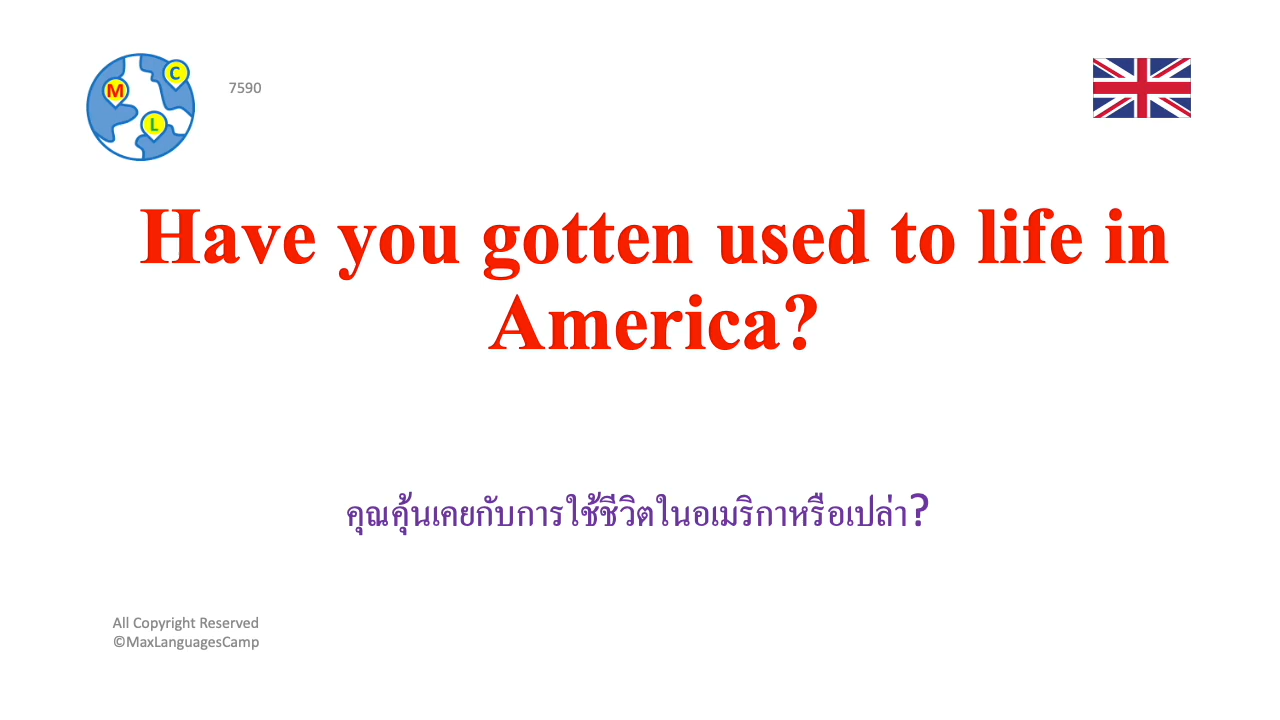 C
M
L
7590
Have you gotten used to life in
America?
คุณคุ้นเคยกับการใช้ชีวิตในอเมริกาหรือเปล่า?
All Copyright Reserved
©MaxLanguagesCamp